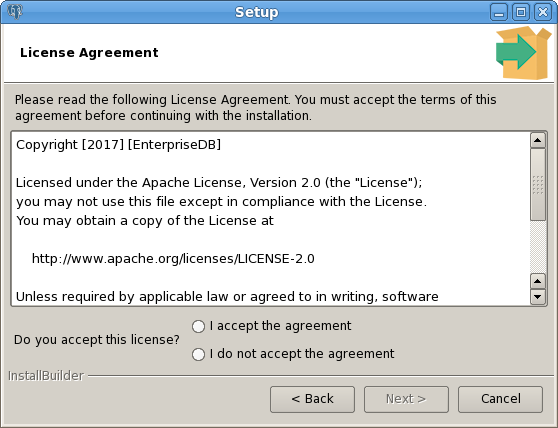 Setup
License Agreement
Please read the following License Agreement. You must accept the terms of this
agreement before continuing with the installation.
Copyright [2017] [EnterpriseDB]
Licensed under the Apache License, Version 2.0 (the "License");
you may not use this file except in compliance with the License.
You may obtain a copy of the License at
http://www.apache.org/licenses/LICENSE-2.0
Unless required by applicable law or agreed to in writing, software
Do you accept this license?
I accept the agreement
I do not accept the agreement
InstallBuilder
< Back
Next >
Cancel